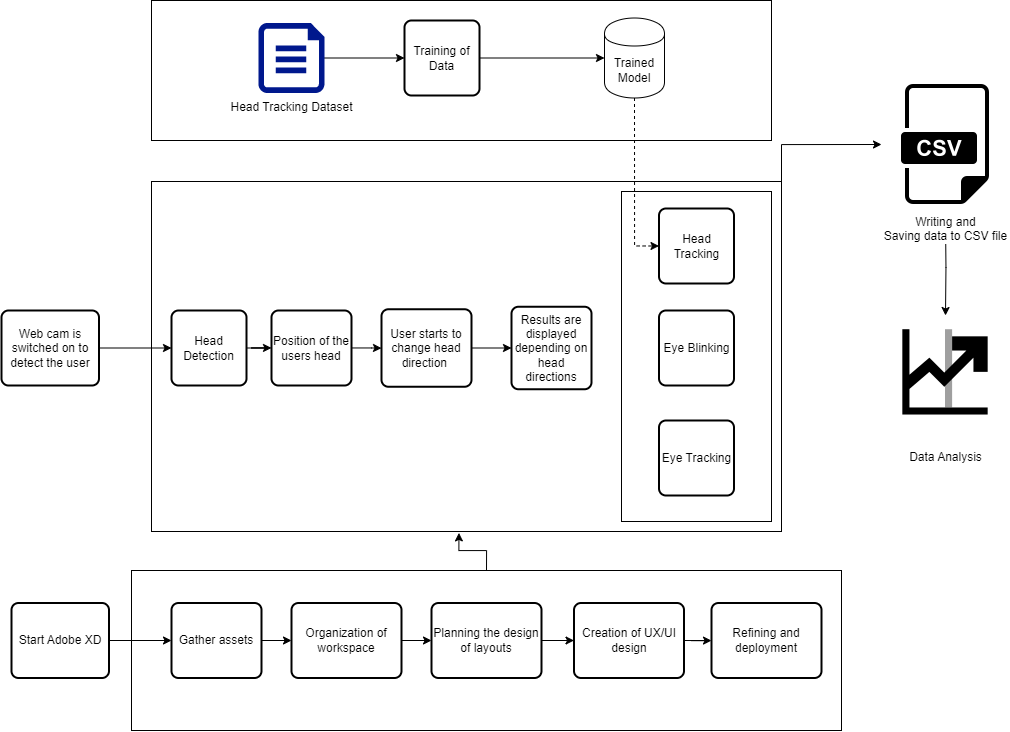 Head Tracking Dataset
Training of
Data
Trained
Model
CSV
Writing and
Saving data to CSV file
Data Analysis
Head
Tracking
Eye Blinking
Eye Tracking
Web cam is
switched on to
detect the user
Head
Detection
Position of the
users head
User starts to
change head
direction
Results are
displayed
depending on
head
directions
Start Adobe XD
Gather assets
Organization of
workspace
Planning the design
of layouts
Creation of UX/UI
design
Refining and
deployment